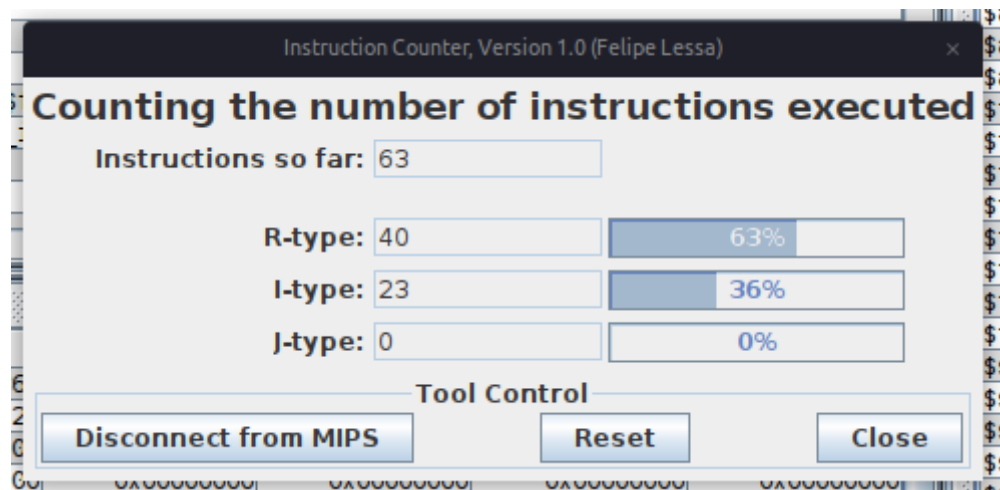 Instruction Counter, Version 1.0 (Felipe Lessa) ×
Counting the number of instructions executed
Instructions so far: 63
R-type: 40 63%
I-type: 23 36%
J-type: 0 0%
Tool Control
Disconnect from MIPS Reset Close